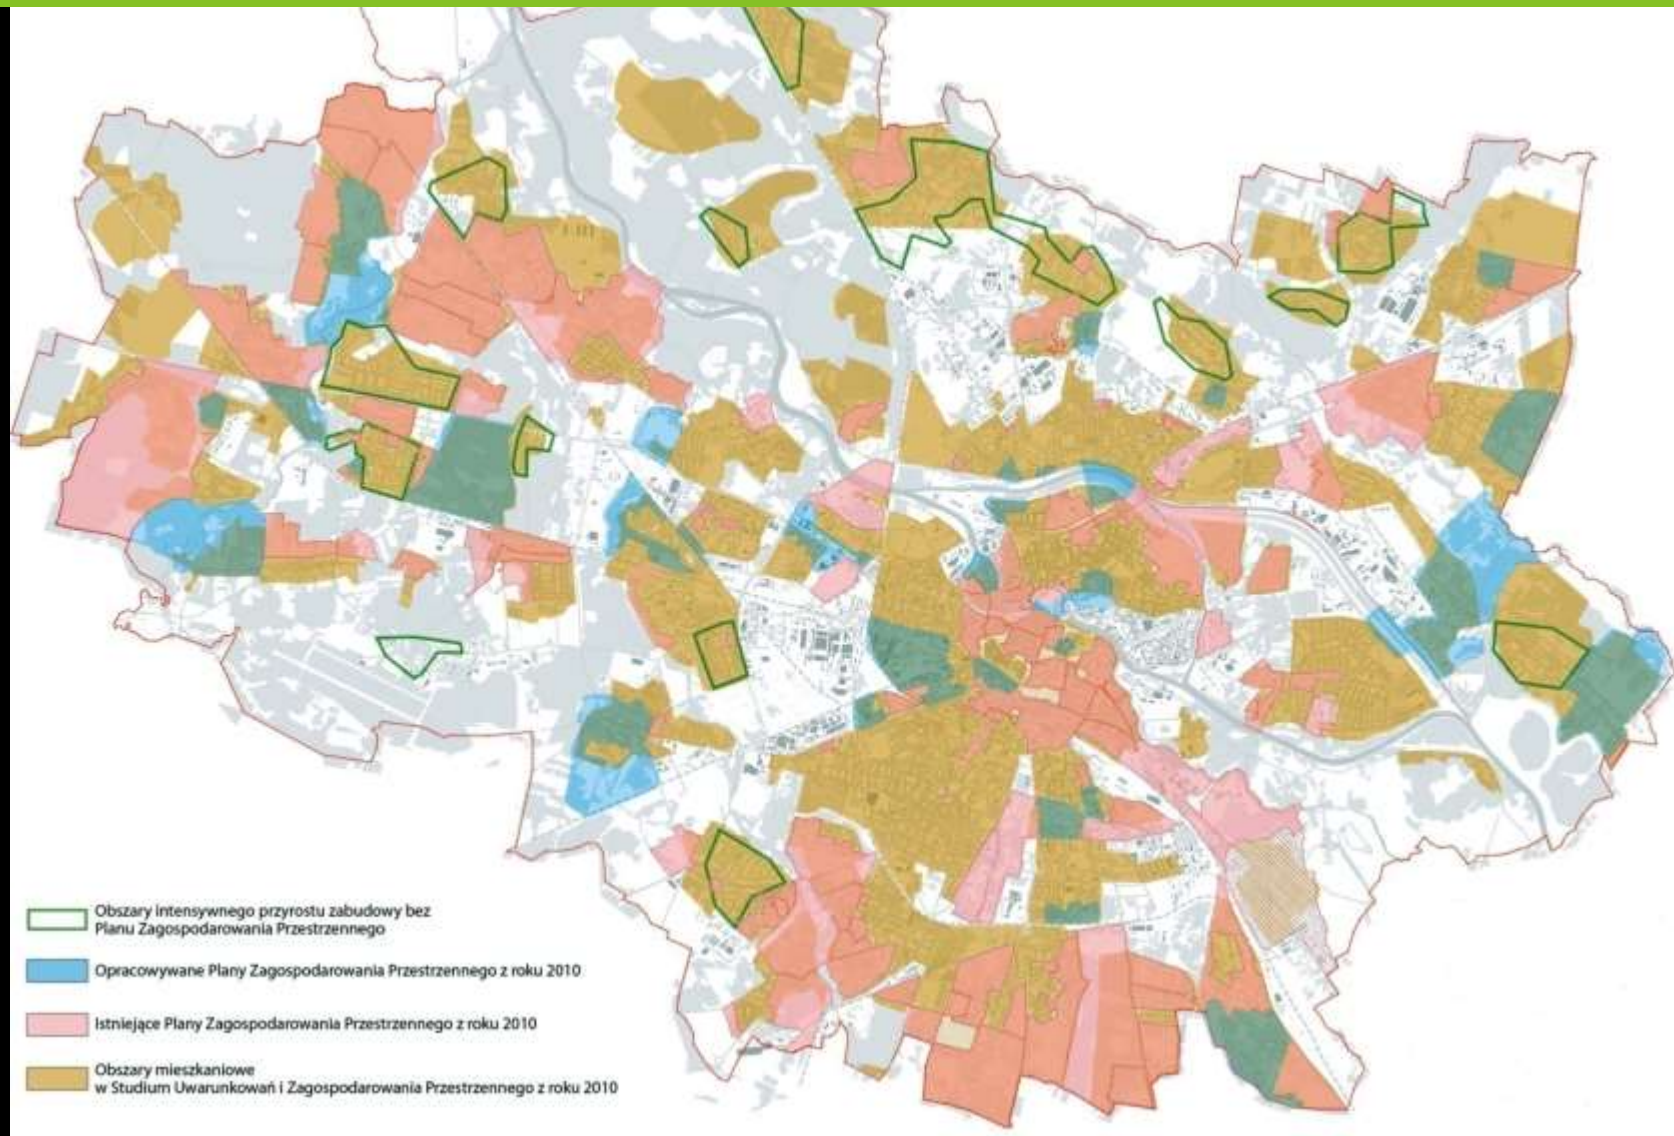 Obszary intensywnego przyrostu zabudowy bez
Planu Zagospodarowania Przestrzennego
Opracowywane Plany Zagospodarowania Przestrzennego z roku 2010
Istniejące Plany Zagospodarowania Przestrzennego z roku 2010
Obszary mieszkaniowe
w Studium Uwarunkowań i Zagospodarowania Przestrzennego z roku 2010